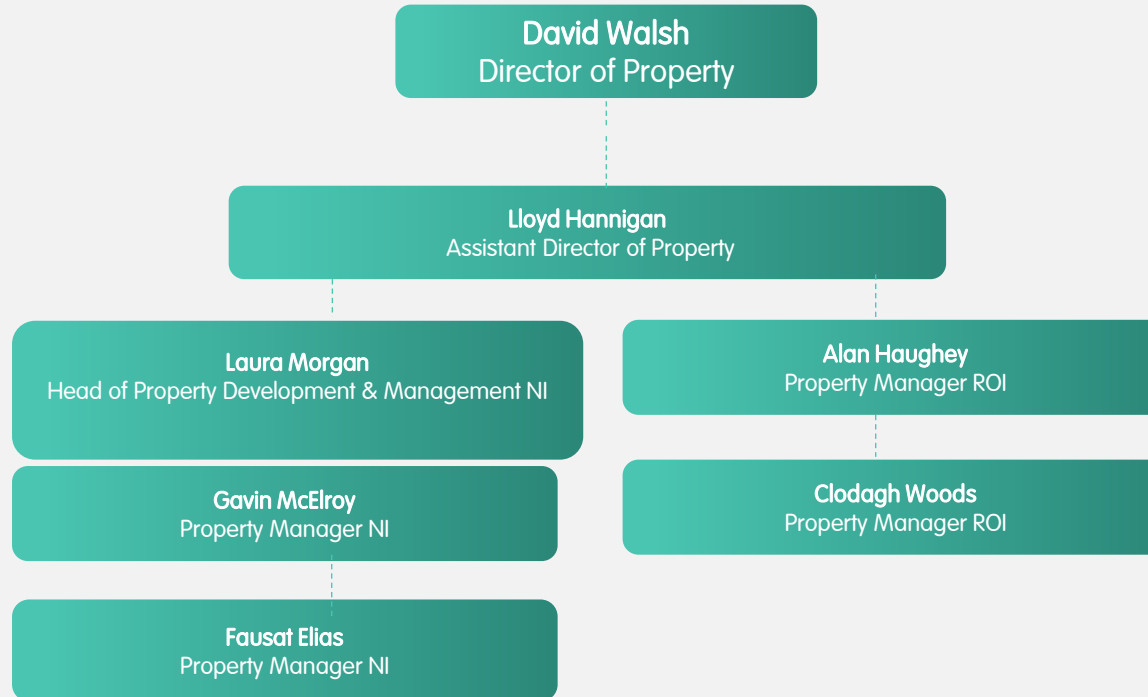 David Walsh
Director of Property
Lloyd Hannigan
Assistant Director of Property
Laura Morgan
Head of Property Development & Management NI
Gavin McElroy
Property Manager NI
Fausat Elias
Property Manager NI
Alan Haughey
Property Manager ROI
Clodagh Woods
Property Manager ROI